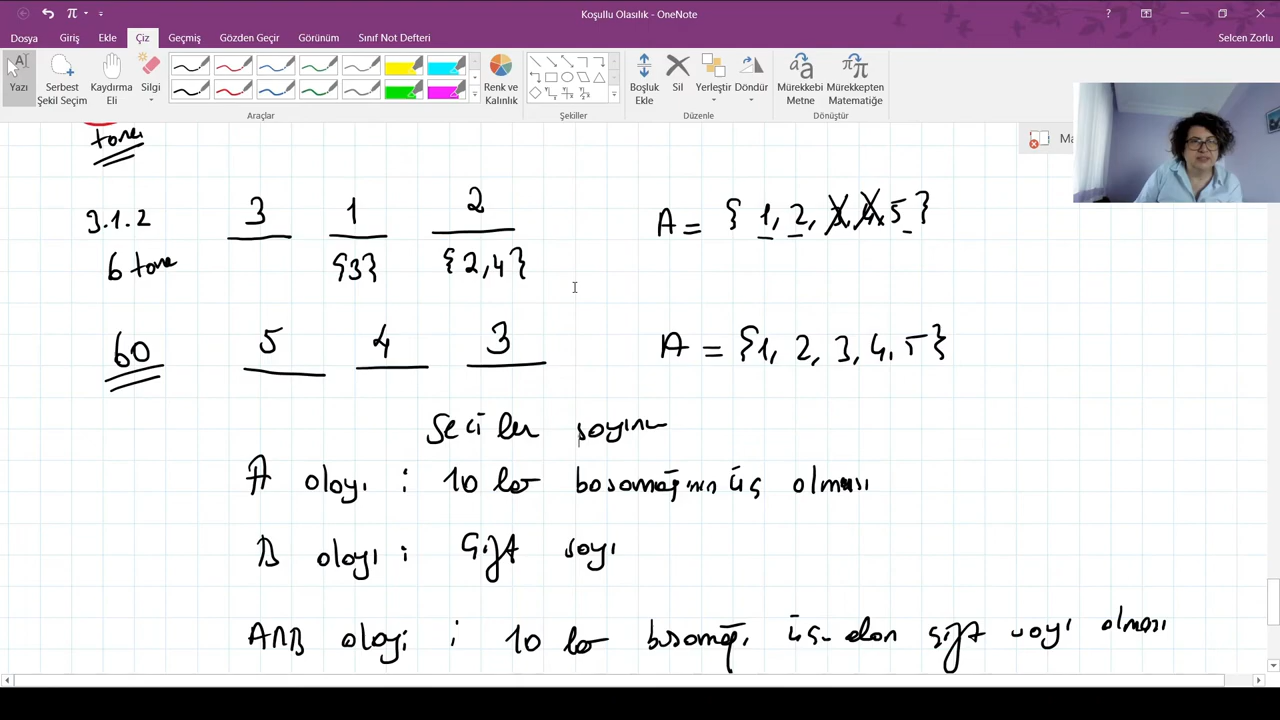 Koşullu Olasılık - OneNote
Dosya Giriş Ekle Çiz Geçmiş Gözden Geçir Görünüm Sınıf Not Defteri Selcen Zorlu
Yazı Serbest Şekil Seçim Kaydırma Eli Silgi Renk ve Kalınlık Boşluk Ekle Sil Yerleştir Döndür Mürekkebi Metne Mürekkepten Matematiğe
Araçlar Şekiller Düzenle Dönüştür
tane
Ma
3.1.2 3 1 2 A = { 1, 2, 3, 4, 5 }
6 tane {3} {2,4}
60 5 4 3 A = {1, 2, 3, 4, 5}
Seçilen sayının
A olayı : 10 lar basamağının üç olması
B olayı : Çift sayı
A∩B olayı : 10 lar basamağı üç olan çift sayı olması